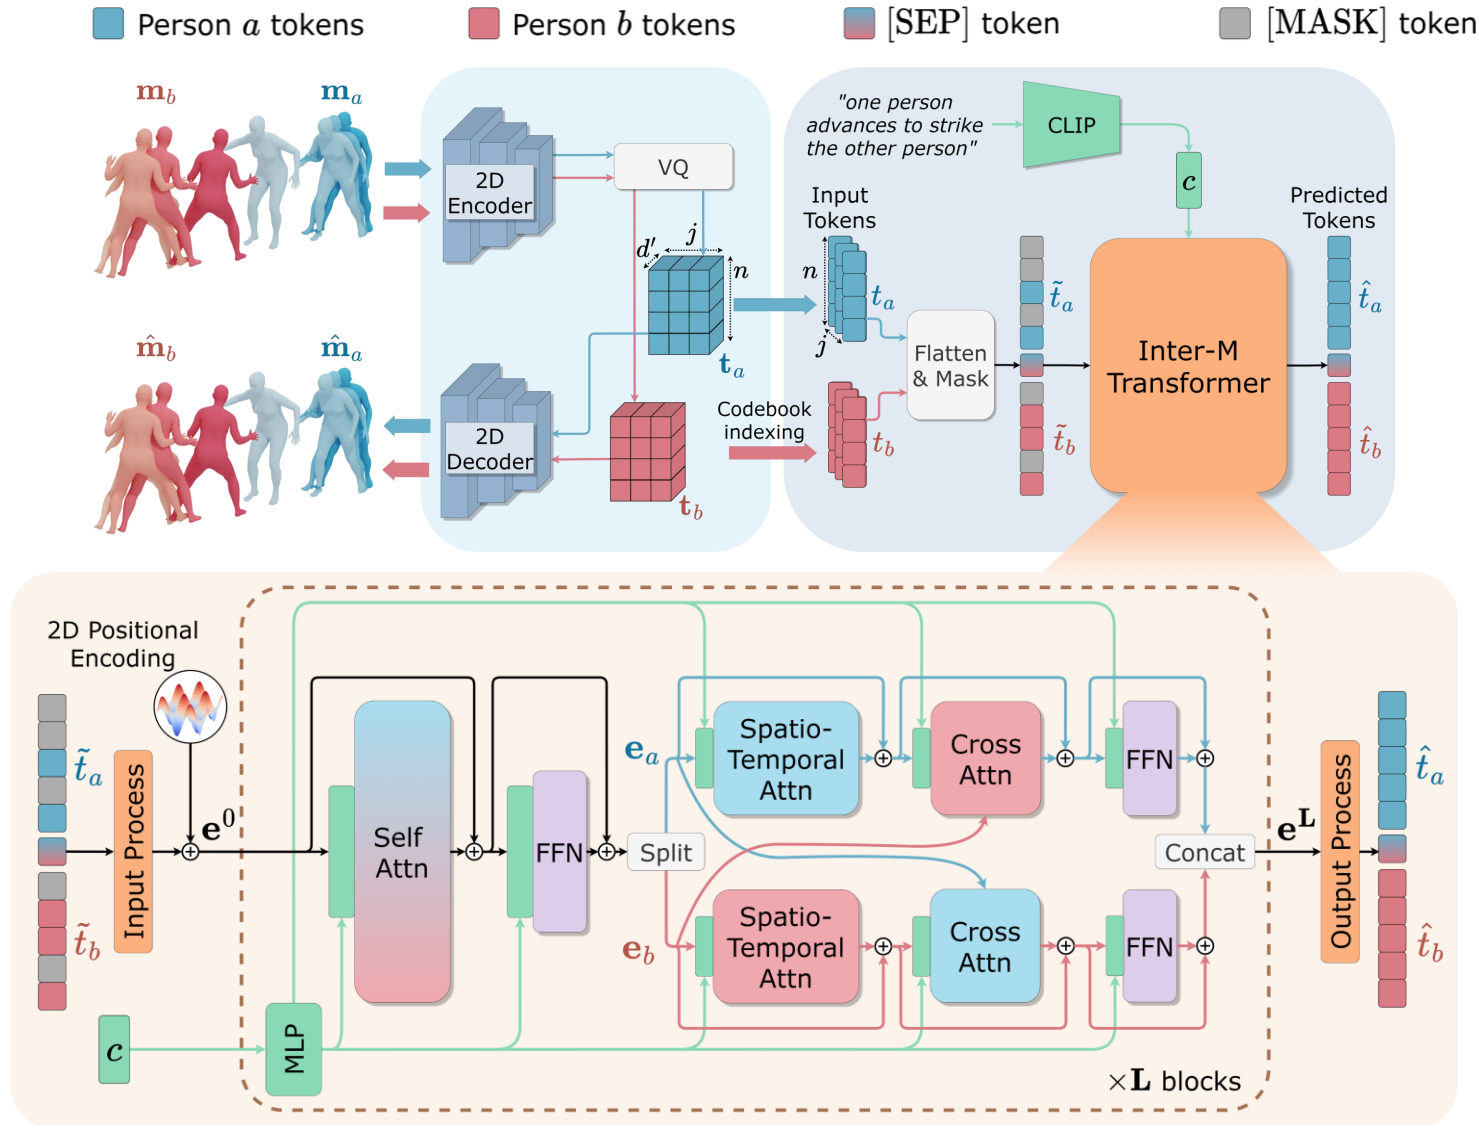 Person a tokens
Person b tokens
[SEP] token
[MASK] token
m_b
m_a
2D
Encoder
VQ
d'
j
n
t_a
m̂_b
m̂_a
2D
Decoder
t_b
"one person
advances to strike
the other person"
CLIP
c
Input
Tokens
n
t_a
j
Codebook
indexing
t_b
Flatten
& Mask
t̃_a
t̃_b
Inter-M
Transformer
Predicted
Tokens
t̂_a
t̂_b
2D Positional
Encoding
t̃_a
t̃_b
Input Process
e⁰
c
MLP
Self
Attn
FFN
Split
e_a
Spatio-
Temporal
Attn
Cross
Attn
FFN
e_b
Spatio-
Temporal
Attn
Cross
Attn
FFN
Concat
×L blocks
e^L
Output Process
t̂_a
t̂_b